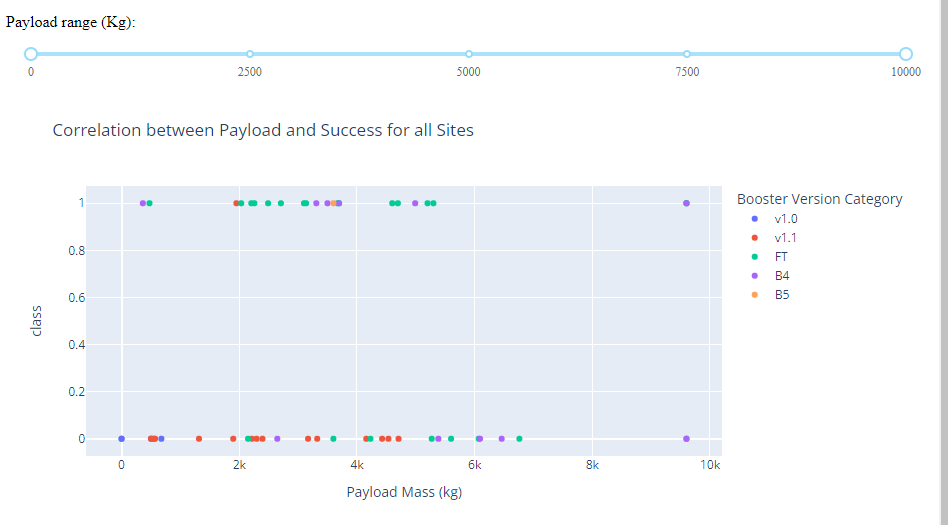 Payload range (Kg):
0 2500 5000 7500 10000
Correlation between Payload and Success for all Sites
1
0.8
0.6
0.4
0.2
0
class
0 2k 4k 6k 8k 10k
Payload Mass (kg)
Booster Version Category
v1.0
v1.1
FT
B4
B5